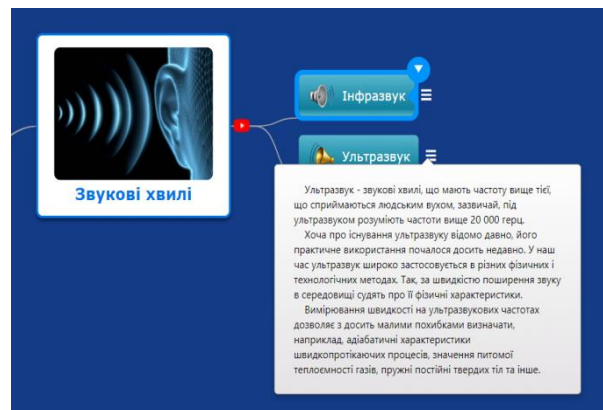 Звукові хвилі
Інфразвук
Ультразвук
Ультразвук - звукові хвилі, що мають частоту вище тієї,
що сприймаються людським вухом, зазвичай, під
ультразвуком розуміють частоти вище 20 000 герц.
Хоча про існування ультразвуку відомо давно, його
практичне використання почалося досить недавно. У наш
час ультразвук широко застосовується в різних фізичних і
технологічних методах. Так, за швидкістю поширення звуку
в середовищі судять про її фізичні характеристики.
Вимірювання швидкості на ультразвукових частотах
дозволяє з досить малими похибками визначати,
наприклад, адіабатичні характеристики
швидкопротікаючих процесів, значення питомої
теплоємності газів, пружні постійні твердих тіл та інше.